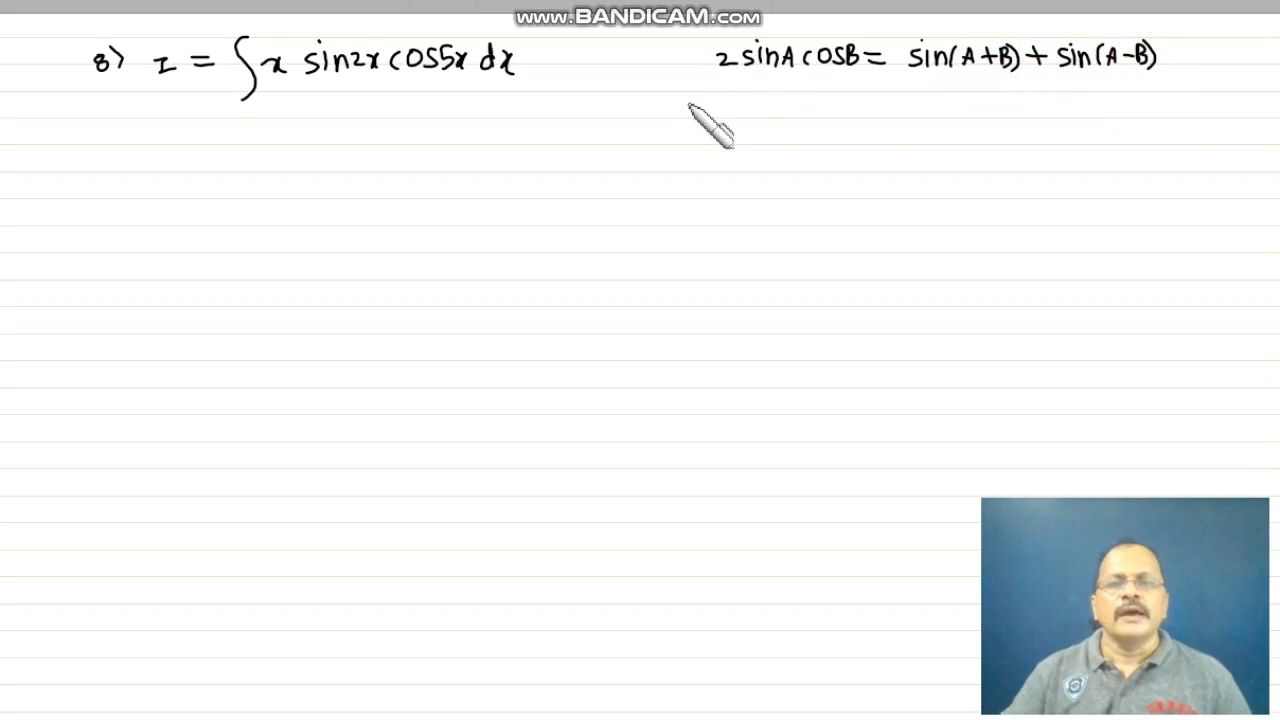 www.BANDICAM.com
8) I = ∫ x sin2x cos5x dx
2 sinA cosB = sin(A+B) + sin(A-B)